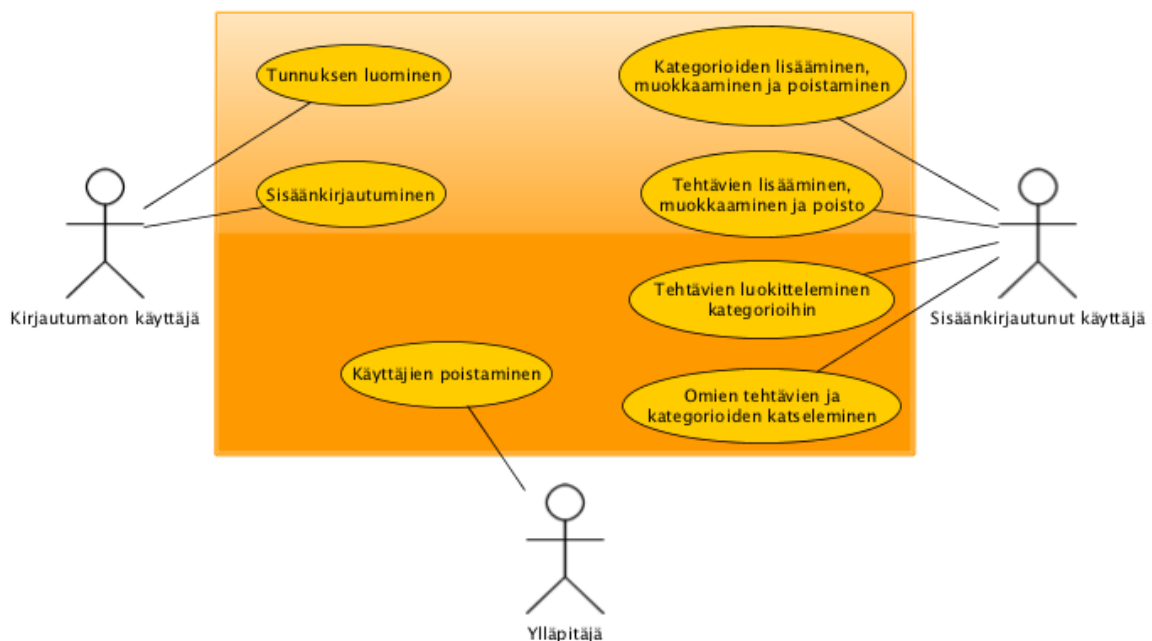 Tunnuksen luominen
Kategorioiden lisääminen,
muokkaaminen ja poistaminen
Sisäänkirjautuminen
Tehtävien lisääminen,
muokkaaminen ja poisto
Tehtävien luokitteleminen
kategorioihin
Kirjautumaton käyttäjä
Sisäänkirjautunut käyttäjä
Käyttäjien poistaminen
Omien tehtävien ja
kategorioiden katseleminen
Ylläpitäjä